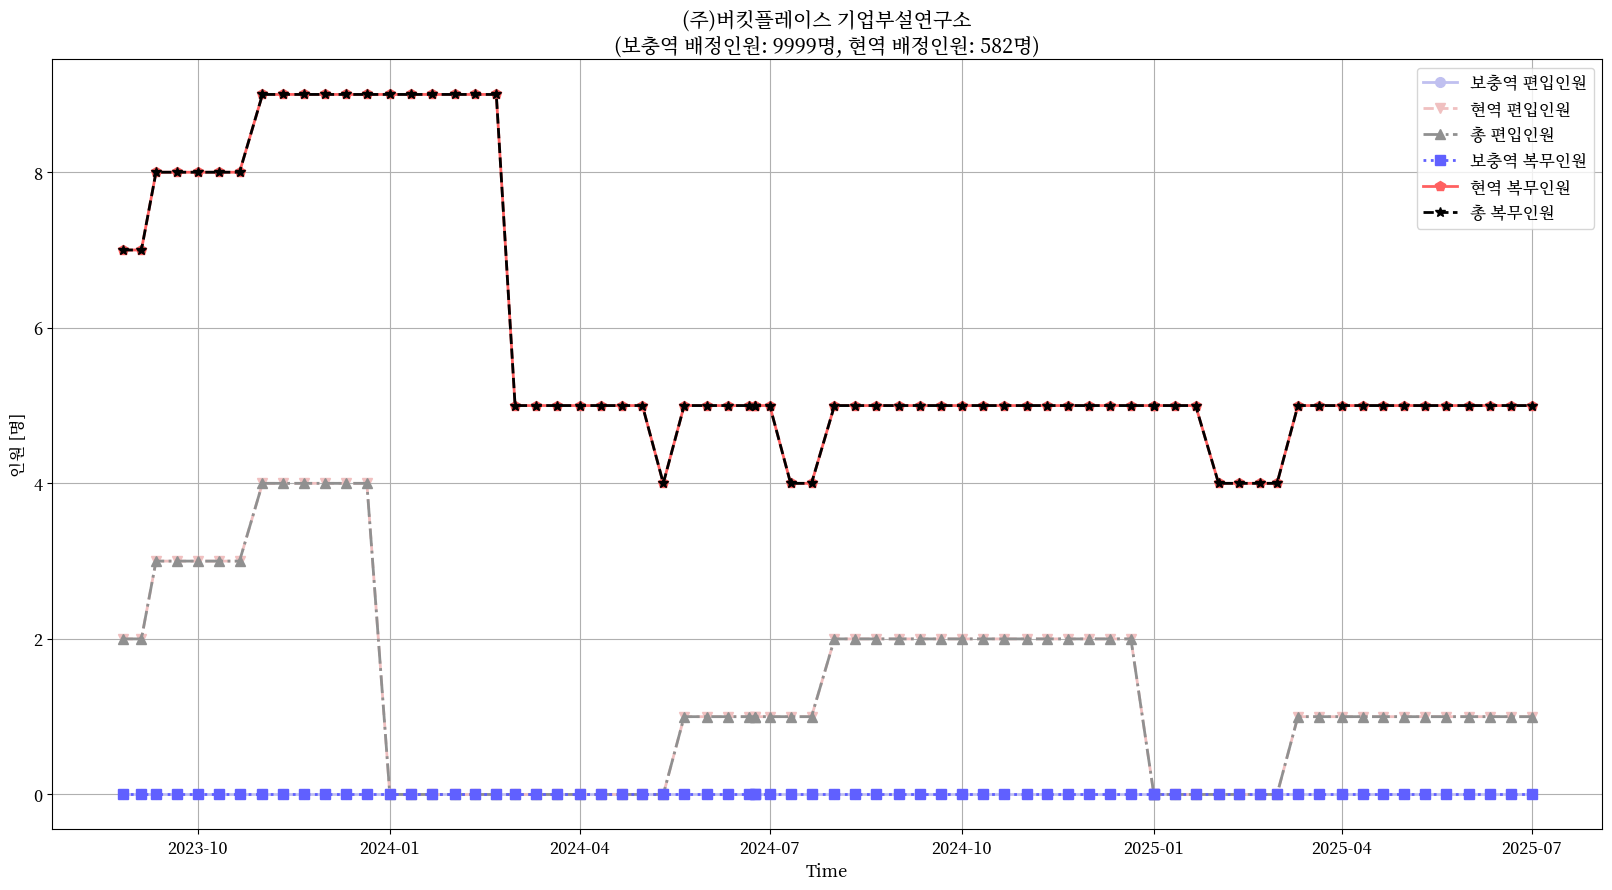 (주)버킷플레이스 기업부설연구소
(보충역 배정인원: 9999명, 현역 배정인원: 582명)
보충역 편입인원
현역 편입인원
총 편입인원
보충역 복무인원
현역 복무인원
총 복무인원
인원 [명]
8
6
4
2
0
2023-10
2024-01
2024-04
2024-07
2024-10
2025-01
2025-04
2025-07
Time